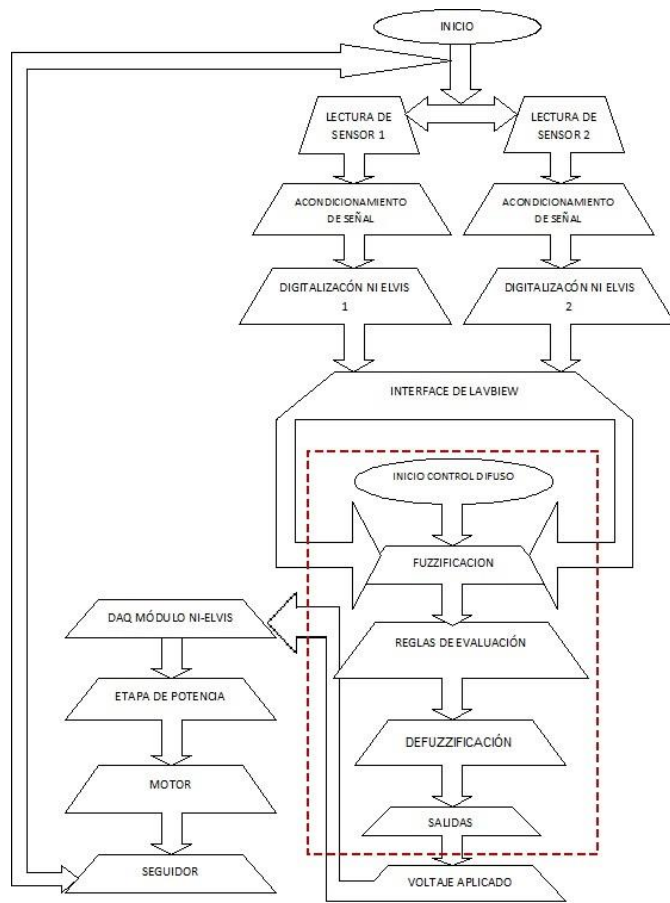 INICIO
LECTURA DE
SENSOR 1
LECTURA DE
SENSOR 2
ACONDICIONAMIENTO
DE SEÑAL
ACONDICIONAMIENTO
DE SEÑAL
DIGITALIZACÓN NI ELVIS
1
DIGITALIZACÓN NI ELVIS
2
INTERFACE DE LAVBIEW
INICIO CONTROL DIFUSO
FUZZIFICACION
REGLAS DE EVALUACIÓN
DEFUZZIFICACIÓN
SALIDAS
VOLTAJE APLICADO
DAQ MÓDULO NI-ELVIS
ETAPA DE POTENCIA
MOTOR
SEGUIDOR